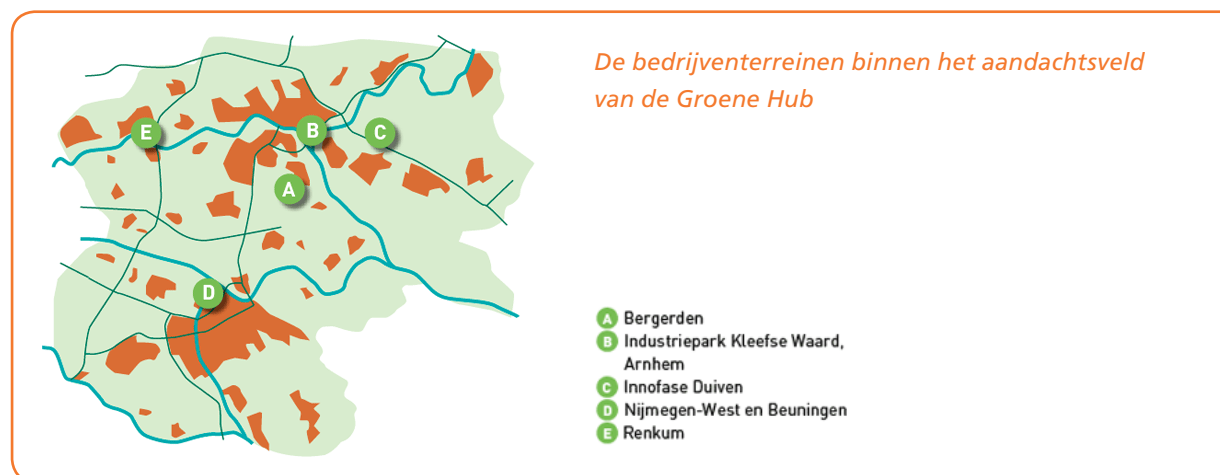 De bedrijventerreinen binnen het aandachtsveld
van de Groene Hub
E
B
C
A
D
A Bergerden
B Industriepark Kleefse Waard,
Arnhem
C Innofase Duiven
D Nijmegen-West en Beuningen
E Renkum